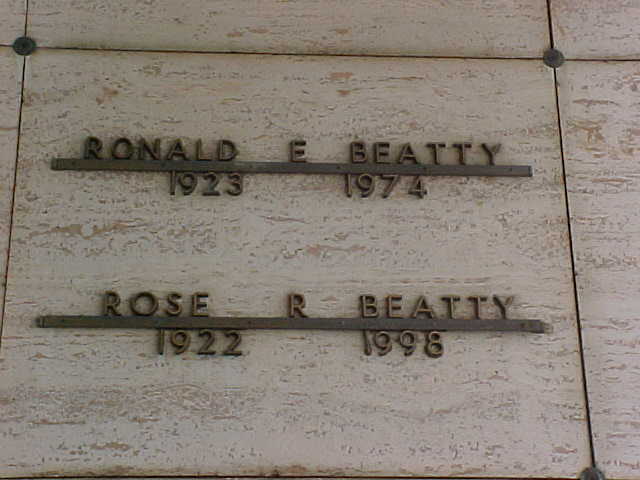 RONALD E BEATTY
1923 1974
ROSE R BEATTY
1922 1998